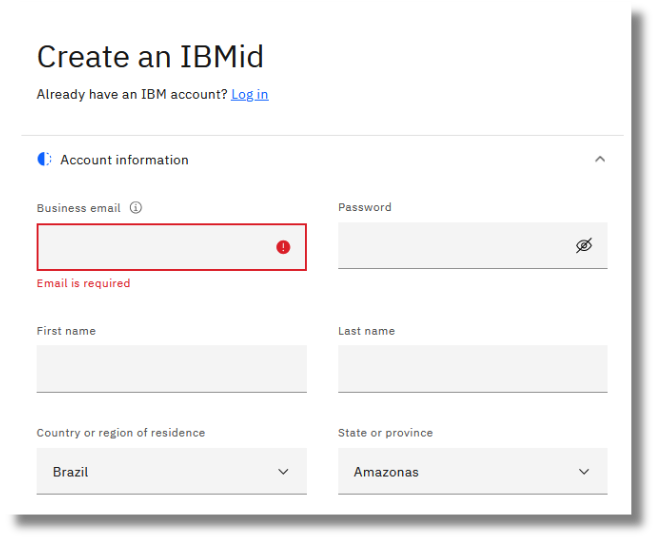 Create an IBMid
Already have an IBM account? Log in
Account information
Business email
Password
Email is required
First name
Last name
Country or region of residence
State or province
Brazil
Amazonas